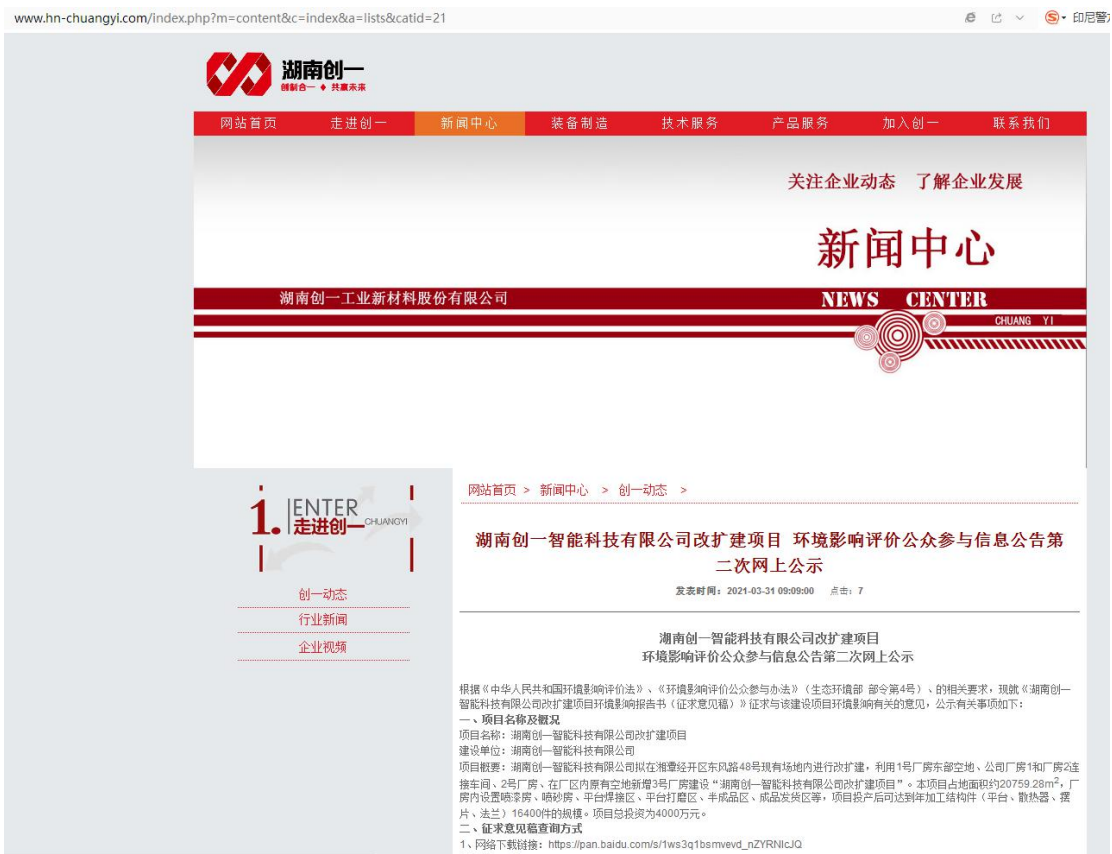 www.hn-chuangyi.com/index.php?m=content&c=index&a=lists&catid=21
湖南创一
创制合一 ♦ 共赢未来
网站首页 走进创一 新闻中心 装备制造 技术服务 产品服务 加入创一 联系我们
关注企业动态 了解企业发展
新闻中心
湖南创一工业新材料股份有限公司 NEWS CENTER
CHUANG YI
1. ENTER
走进创一 CHUANGYI
创一动态
行业新闻
企业视频
网站首页 > 新闻中心 > 创一动态 >
湖南创一智能科技有限公司改扩建项目 环境影响评价公众参与信息公告第
二次网上公示
发表时间：2021-03-31 09:09:00 点击：7
湖南创一智能科技有限公司改扩建项目
环境影响评价公众参与信息公告第二次网上公示
根据《中华人民共和国环境影响评价法》、《环境影响评价公众参与办法》（生态环境部 部令第4号）、的相关要求，现就《湖南创一
智能科技有限公司改扩建项目环境影响报告书（征求意见稿）》征求与该建设项目环境影响有关的意见，公示有关事项如下：
一、项目名称及概况
项目名称：湖南创一智能科技有限公司改扩建项目
建设单位：湖南创一智能科技有限公司
项目概要：湖南创一智能科技有限公司拟在湘潭经开区东风路48号现有场地内进行改扩建，利用1号厂房东部空地、公司厂房1和厂房2连
接车间、2号厂房、在厂区内原有空地新增3号厂房建设“湖南创一智能科技有限公司改扩建项目”。本项目占地面积约20759.28m²，厂
房内设置喷漆房、喷砂房、平台焊接区、平台打磨区、半成品区、成品发货区等，项目投产后可达到年加工结构件（平台、散热器、摆
片、法兰）16400件的规模。项目总投资为4000万元。
二、征求意见稿查询方式
1、网络下载链接：https://pan.baidu.com/s/1ws3q1bsmvevd_nZYRNIcJQ